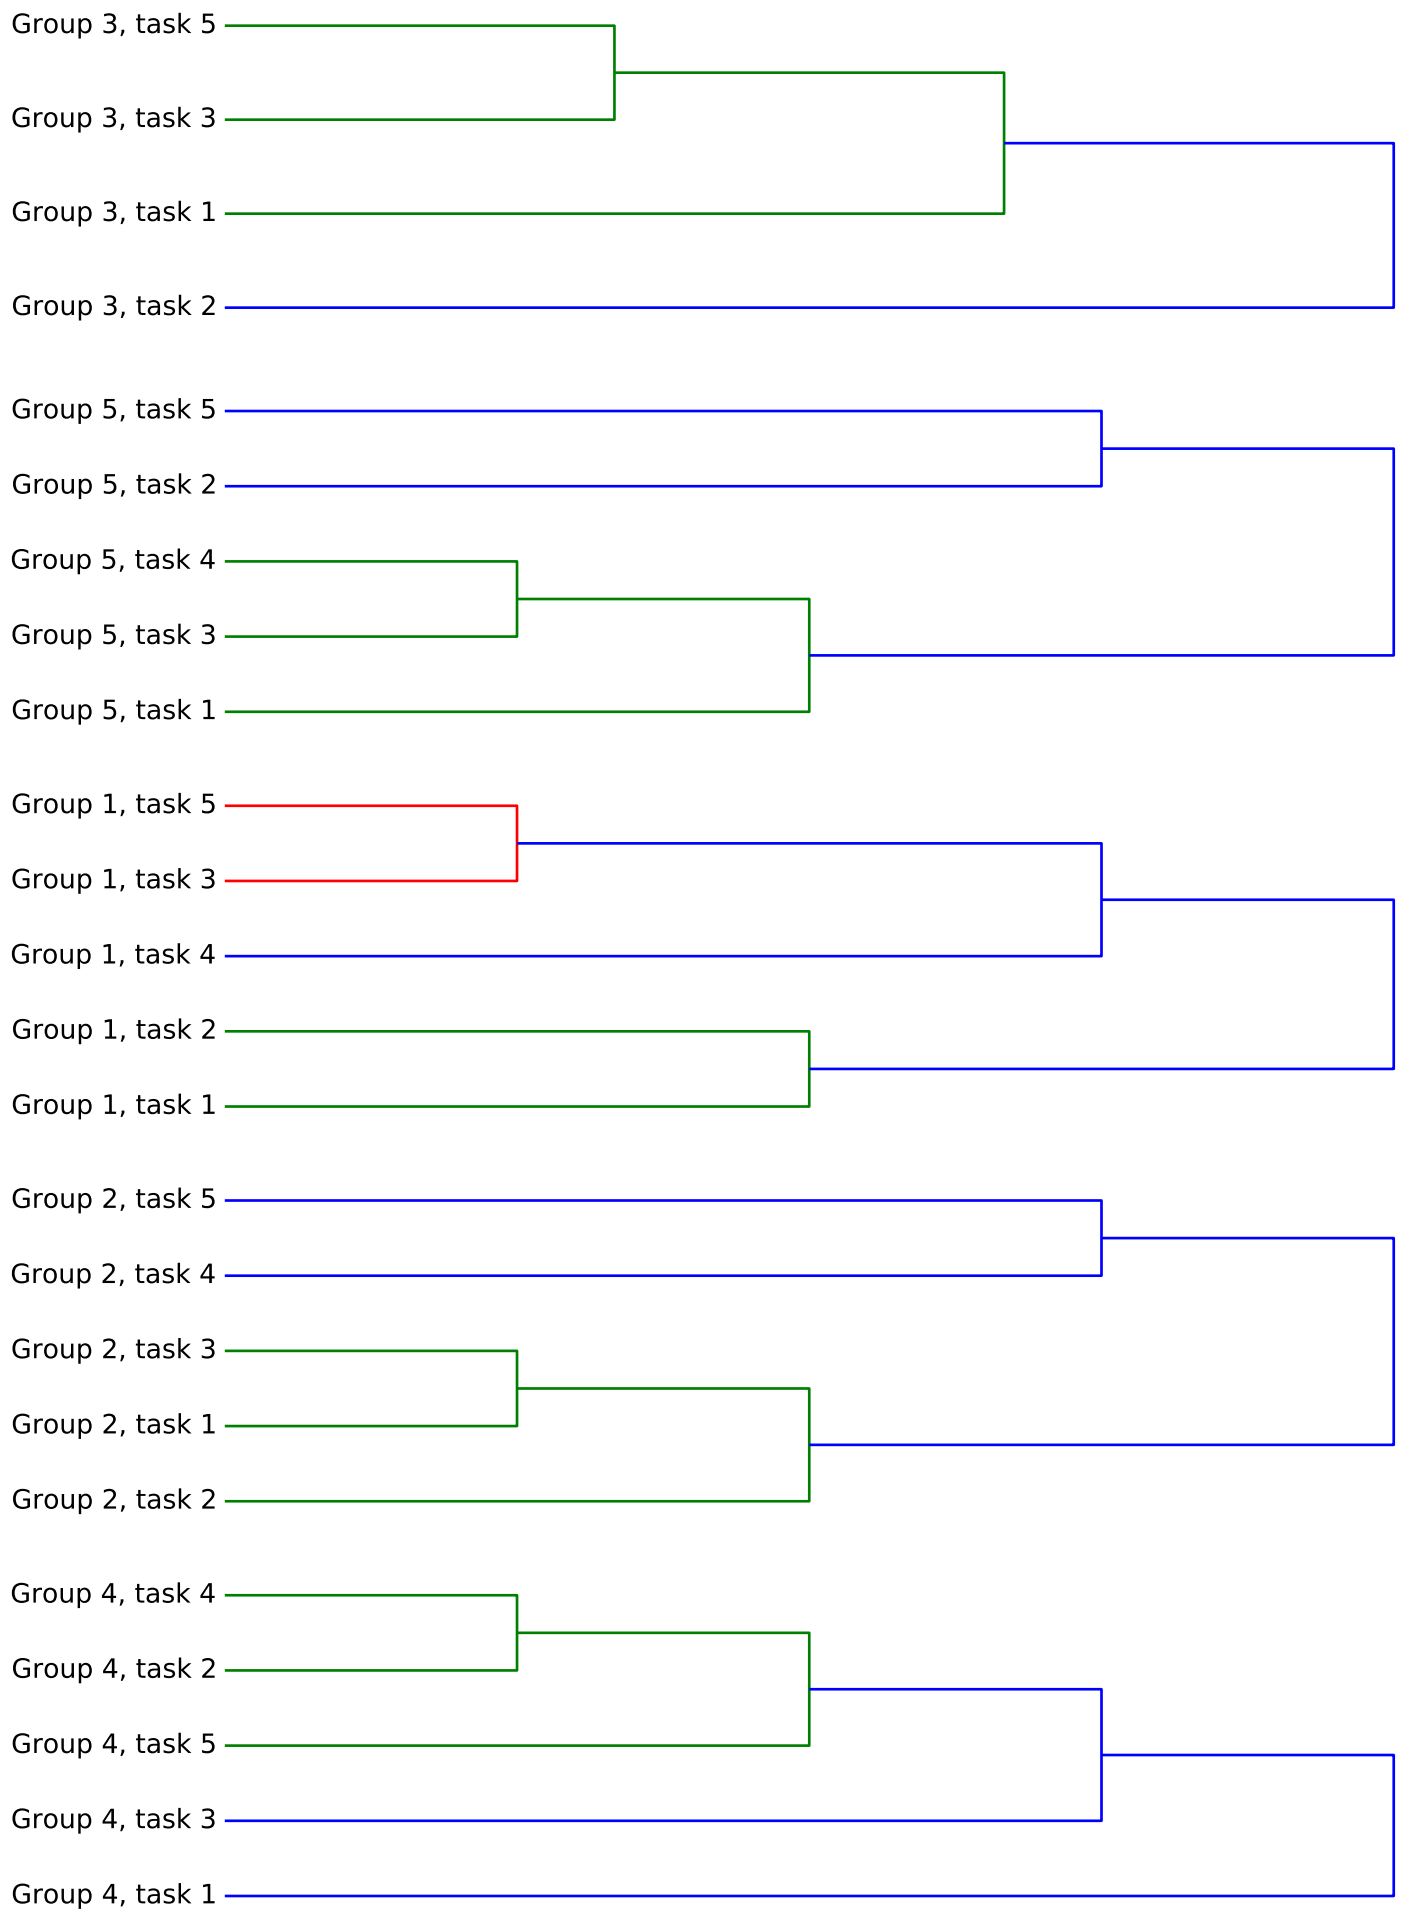 Group 3, task 5
Group 3, task 3
Group 3, task 1
Group 3, task 2
Group 5, task 5
Group 5, task 2
Group 5, task 4
Group 5, task 3
Group 5, task 1
Group 1, task 5
Group 1, task 3
Group 1, task 4
Group 1, task 2
Group 1, task 1
Group 2, task 5
Group 2, task 4
Group 2, task 3
Group 2, task 1
Group 2, task 2
Group 4, task 4
Group 4, task 2
Group 4, task 5
Group 4, task 3
Group 4, task 1